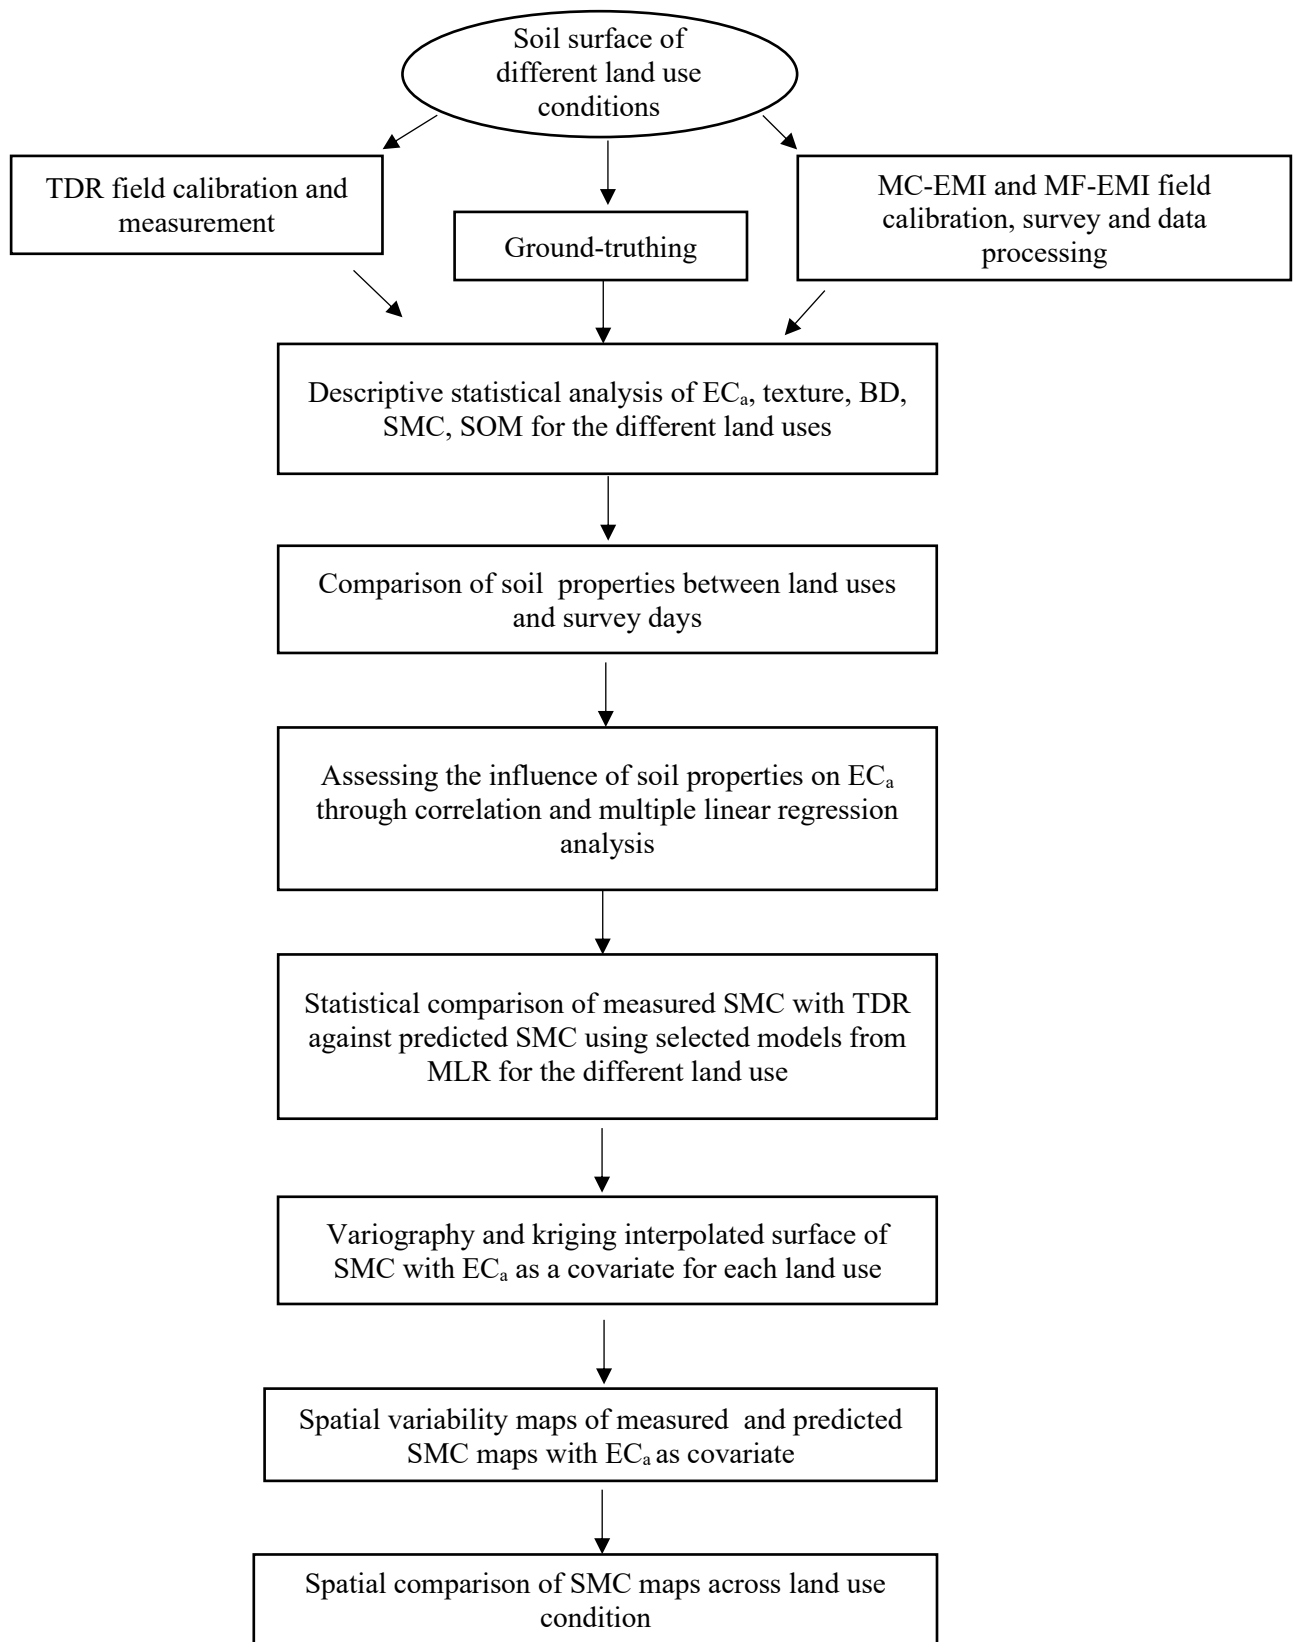 Soil surface of
different land use
conditions
TDR field calibration and
measurement
Ground-truthing
MC-EMI and MF-EMI field
calibration, survey and data
processing
Descriptive statistical analysis of ECₐ, texture, BD,
SMC, SOM for the different land uses
Comparison of soil properties between land uses
and survey days
Assessing the influence of soil properties on ECₐ
through correlation and multiple linear regression
analysis
Statistical comparison of measured SMC with TDR
against predicted SMC using selected models from
MLR for the different land use
Variography and kriging interpolated surface of
SMC with ECₐ as a covariate for each land use
Spatial variability maps of measured and predicted
SMC maps with ECₐ as covariate
Spatial comparison of SMC maps across land use
condition